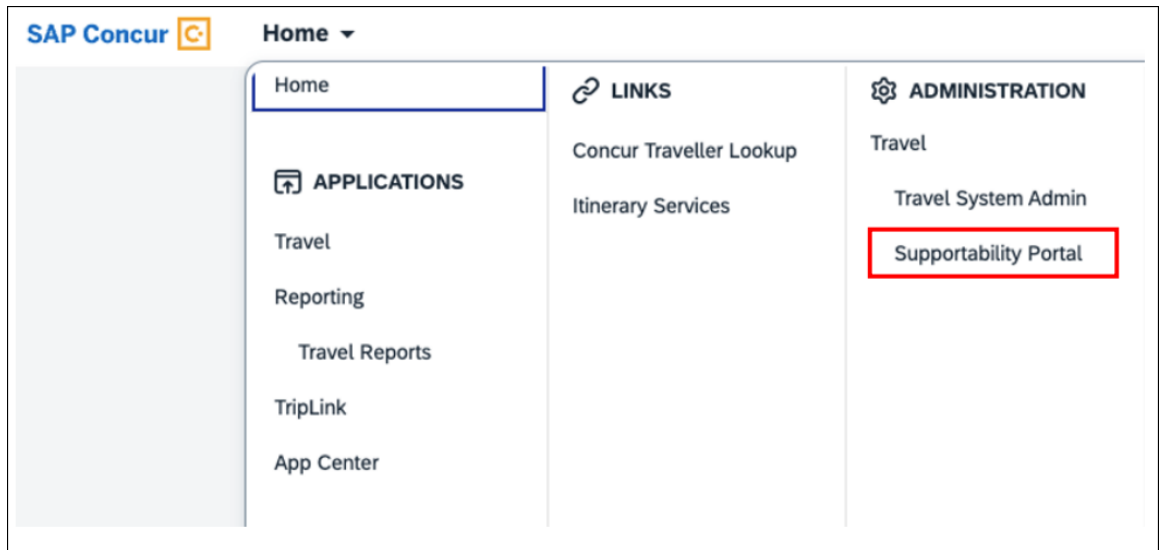 SAP Concur C Home
Home
APPLICATIONS
Travel
Reporting
Travel Reports
TripLink
App Center
LINKS
Concur Traveller Lookup
Itinerary Services
ADMINISTRATION
Travel
Travel System Admin
Supportability Portal